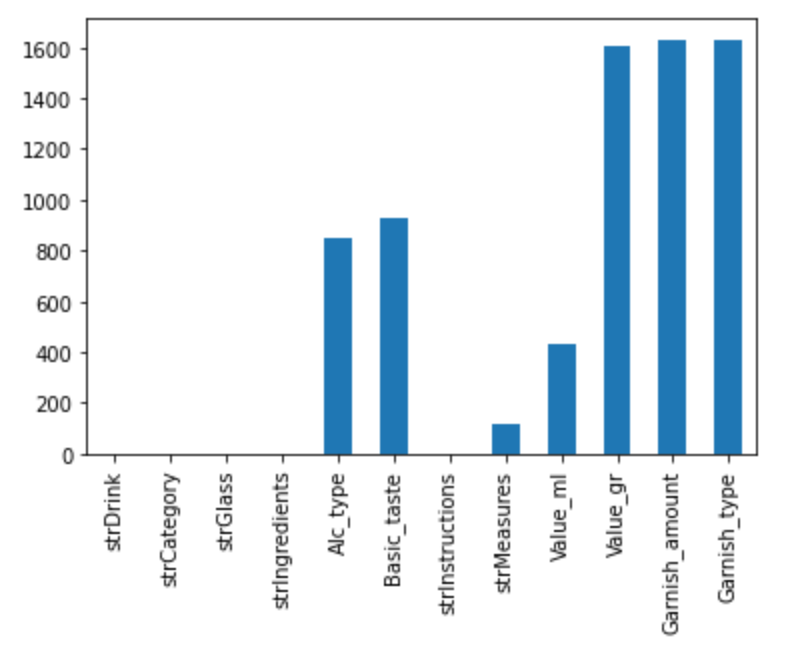 1600
1400
1200
1000
800
600
400
200
0
strDrink
strCategory
strGlass
strIngredients
Alc_type
Basic_taste
strInstructions
strMeasures
Value_ml
Value_gr
Garnish_amount
Garnish_type